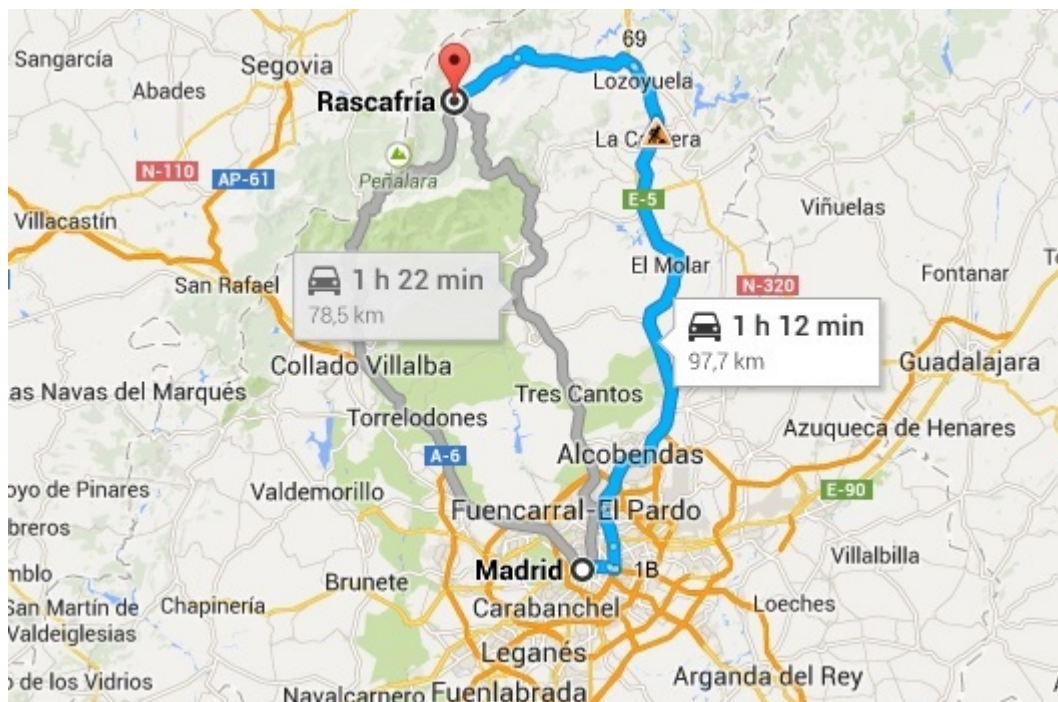 69
Sangarcía
Segovia
Abades
Lozoyuela
Rascafría
La C
era
N-110
AP-61
Peñalara
E-5
Villacastín
Viñuelas
El Molar
Fontanar
San Rafael
1 h 22 min
78,5 km
N-320
1 h 12 min
97,7 km
Collado Villalba
Guadalajara
as Navas del Marqués
Tres Cantos
Torrelodones
Azuqueca de Henares
A-6
Alcobendas
oyo de Pinares
Valdemorillo
E-90
Fuencarral-El Pardo
breros
Villalbilla
mblo
Madrid
1B
Brunete
San Martín de
Valdeiglesias
Chapinería
Carabanchel
Loeches
Leganés
Arganda del Rey
o de los Vidrios
Navalcarnero
Fuenlabrada